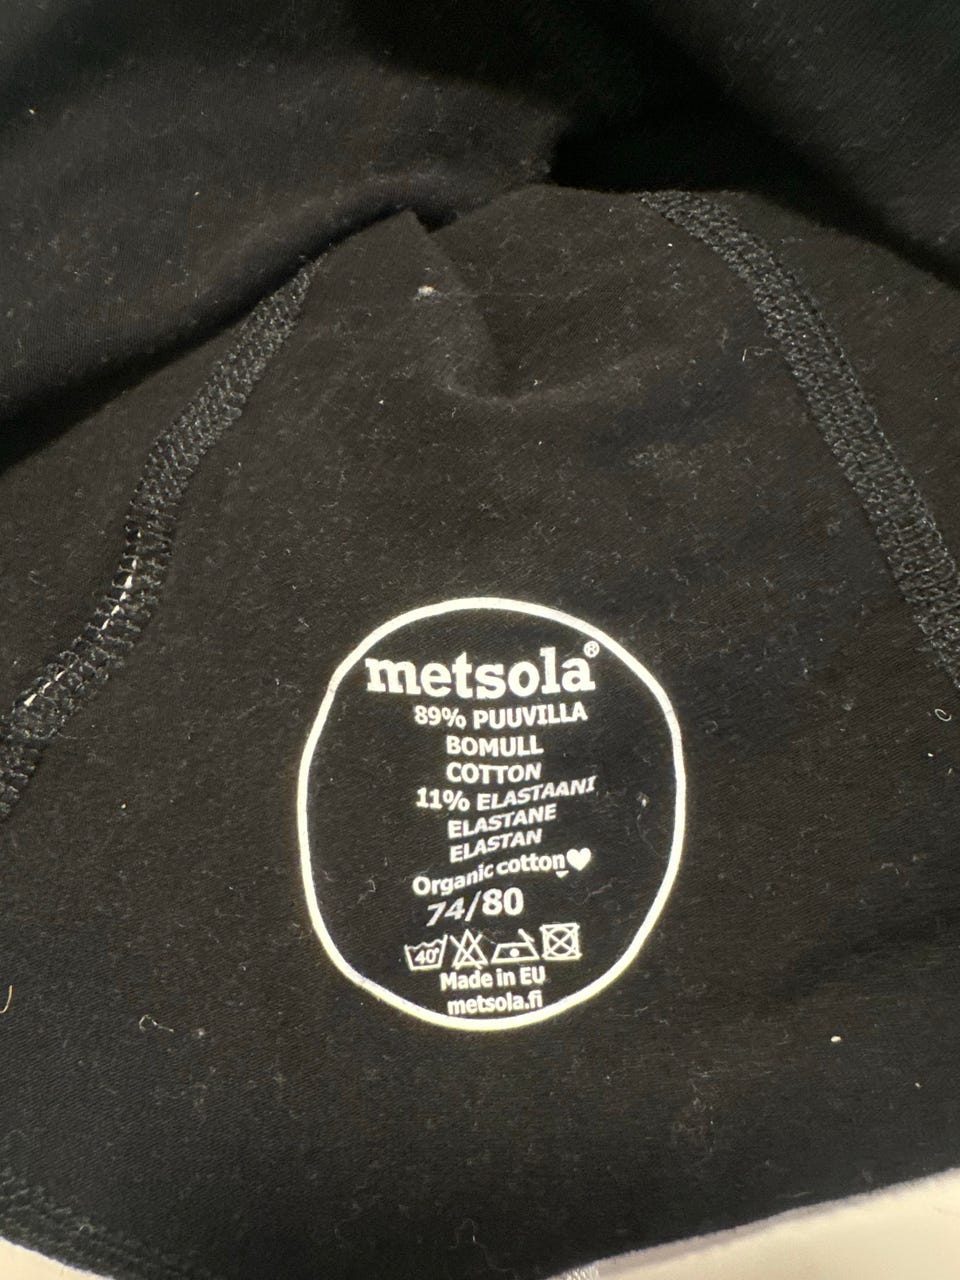 metsola®
89% PUUVILLA
BOMULL
COTTON
11% ELASTAANI
ELASTANE
ELASTAN
Organic cotton♥
74/80
40°
Made in EU
metsola.fi